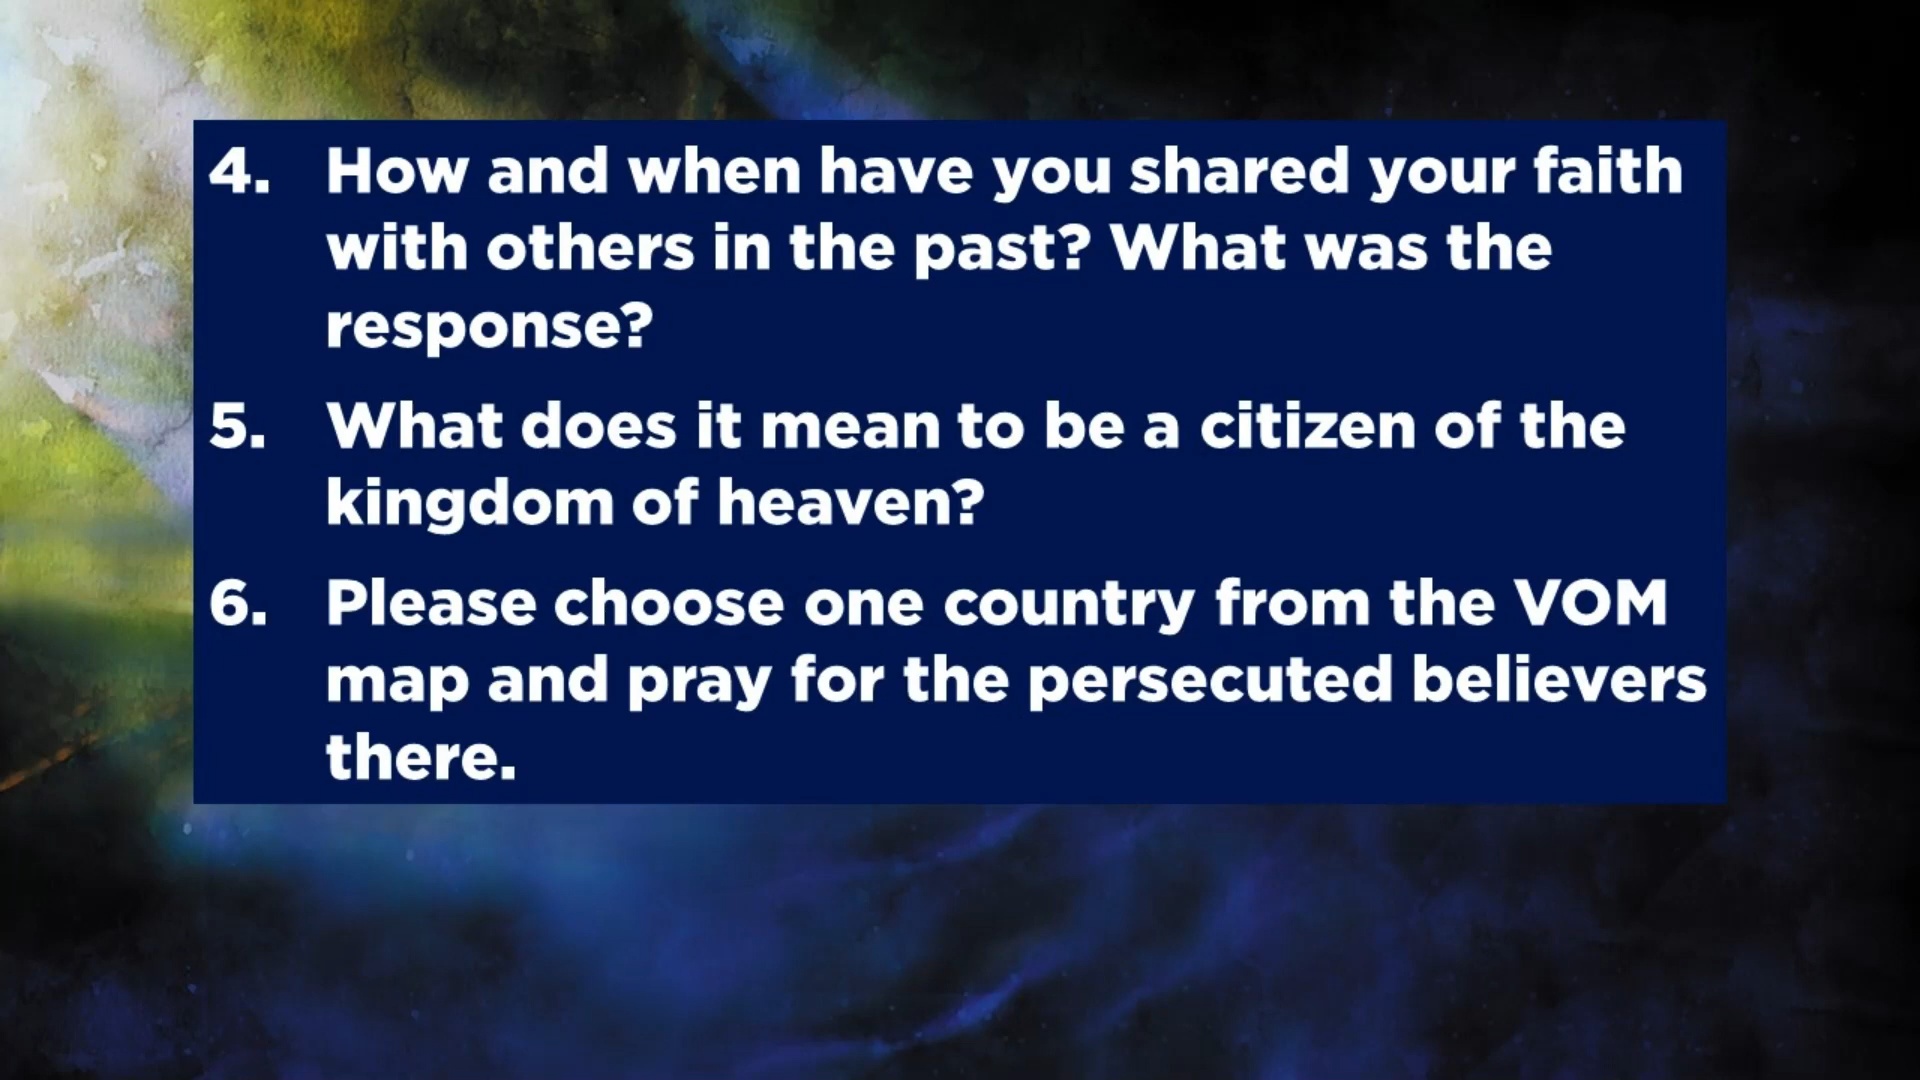 4. How and when have you shared your faith
with others in the past? What was the
response?
5. What does it mean to be a citizen of the
kingdom of heaven?
6. Please choose one country from the VOM
map and pray for the persecuted believers
there.